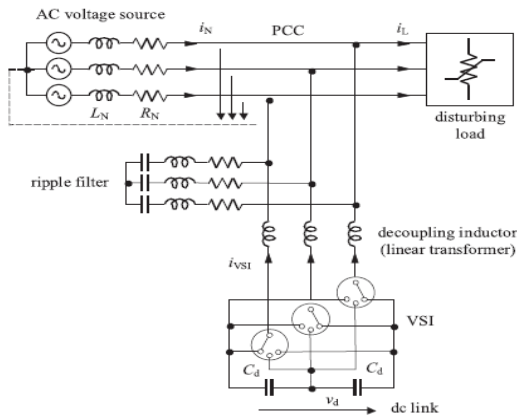 AC voltage source
iN
PCC
iL
LN
RN
disturbing
load
ripple filter
decoupling inductor
(linear transformer)
iVSI
VSI
Cd
Cd
vd
dc link